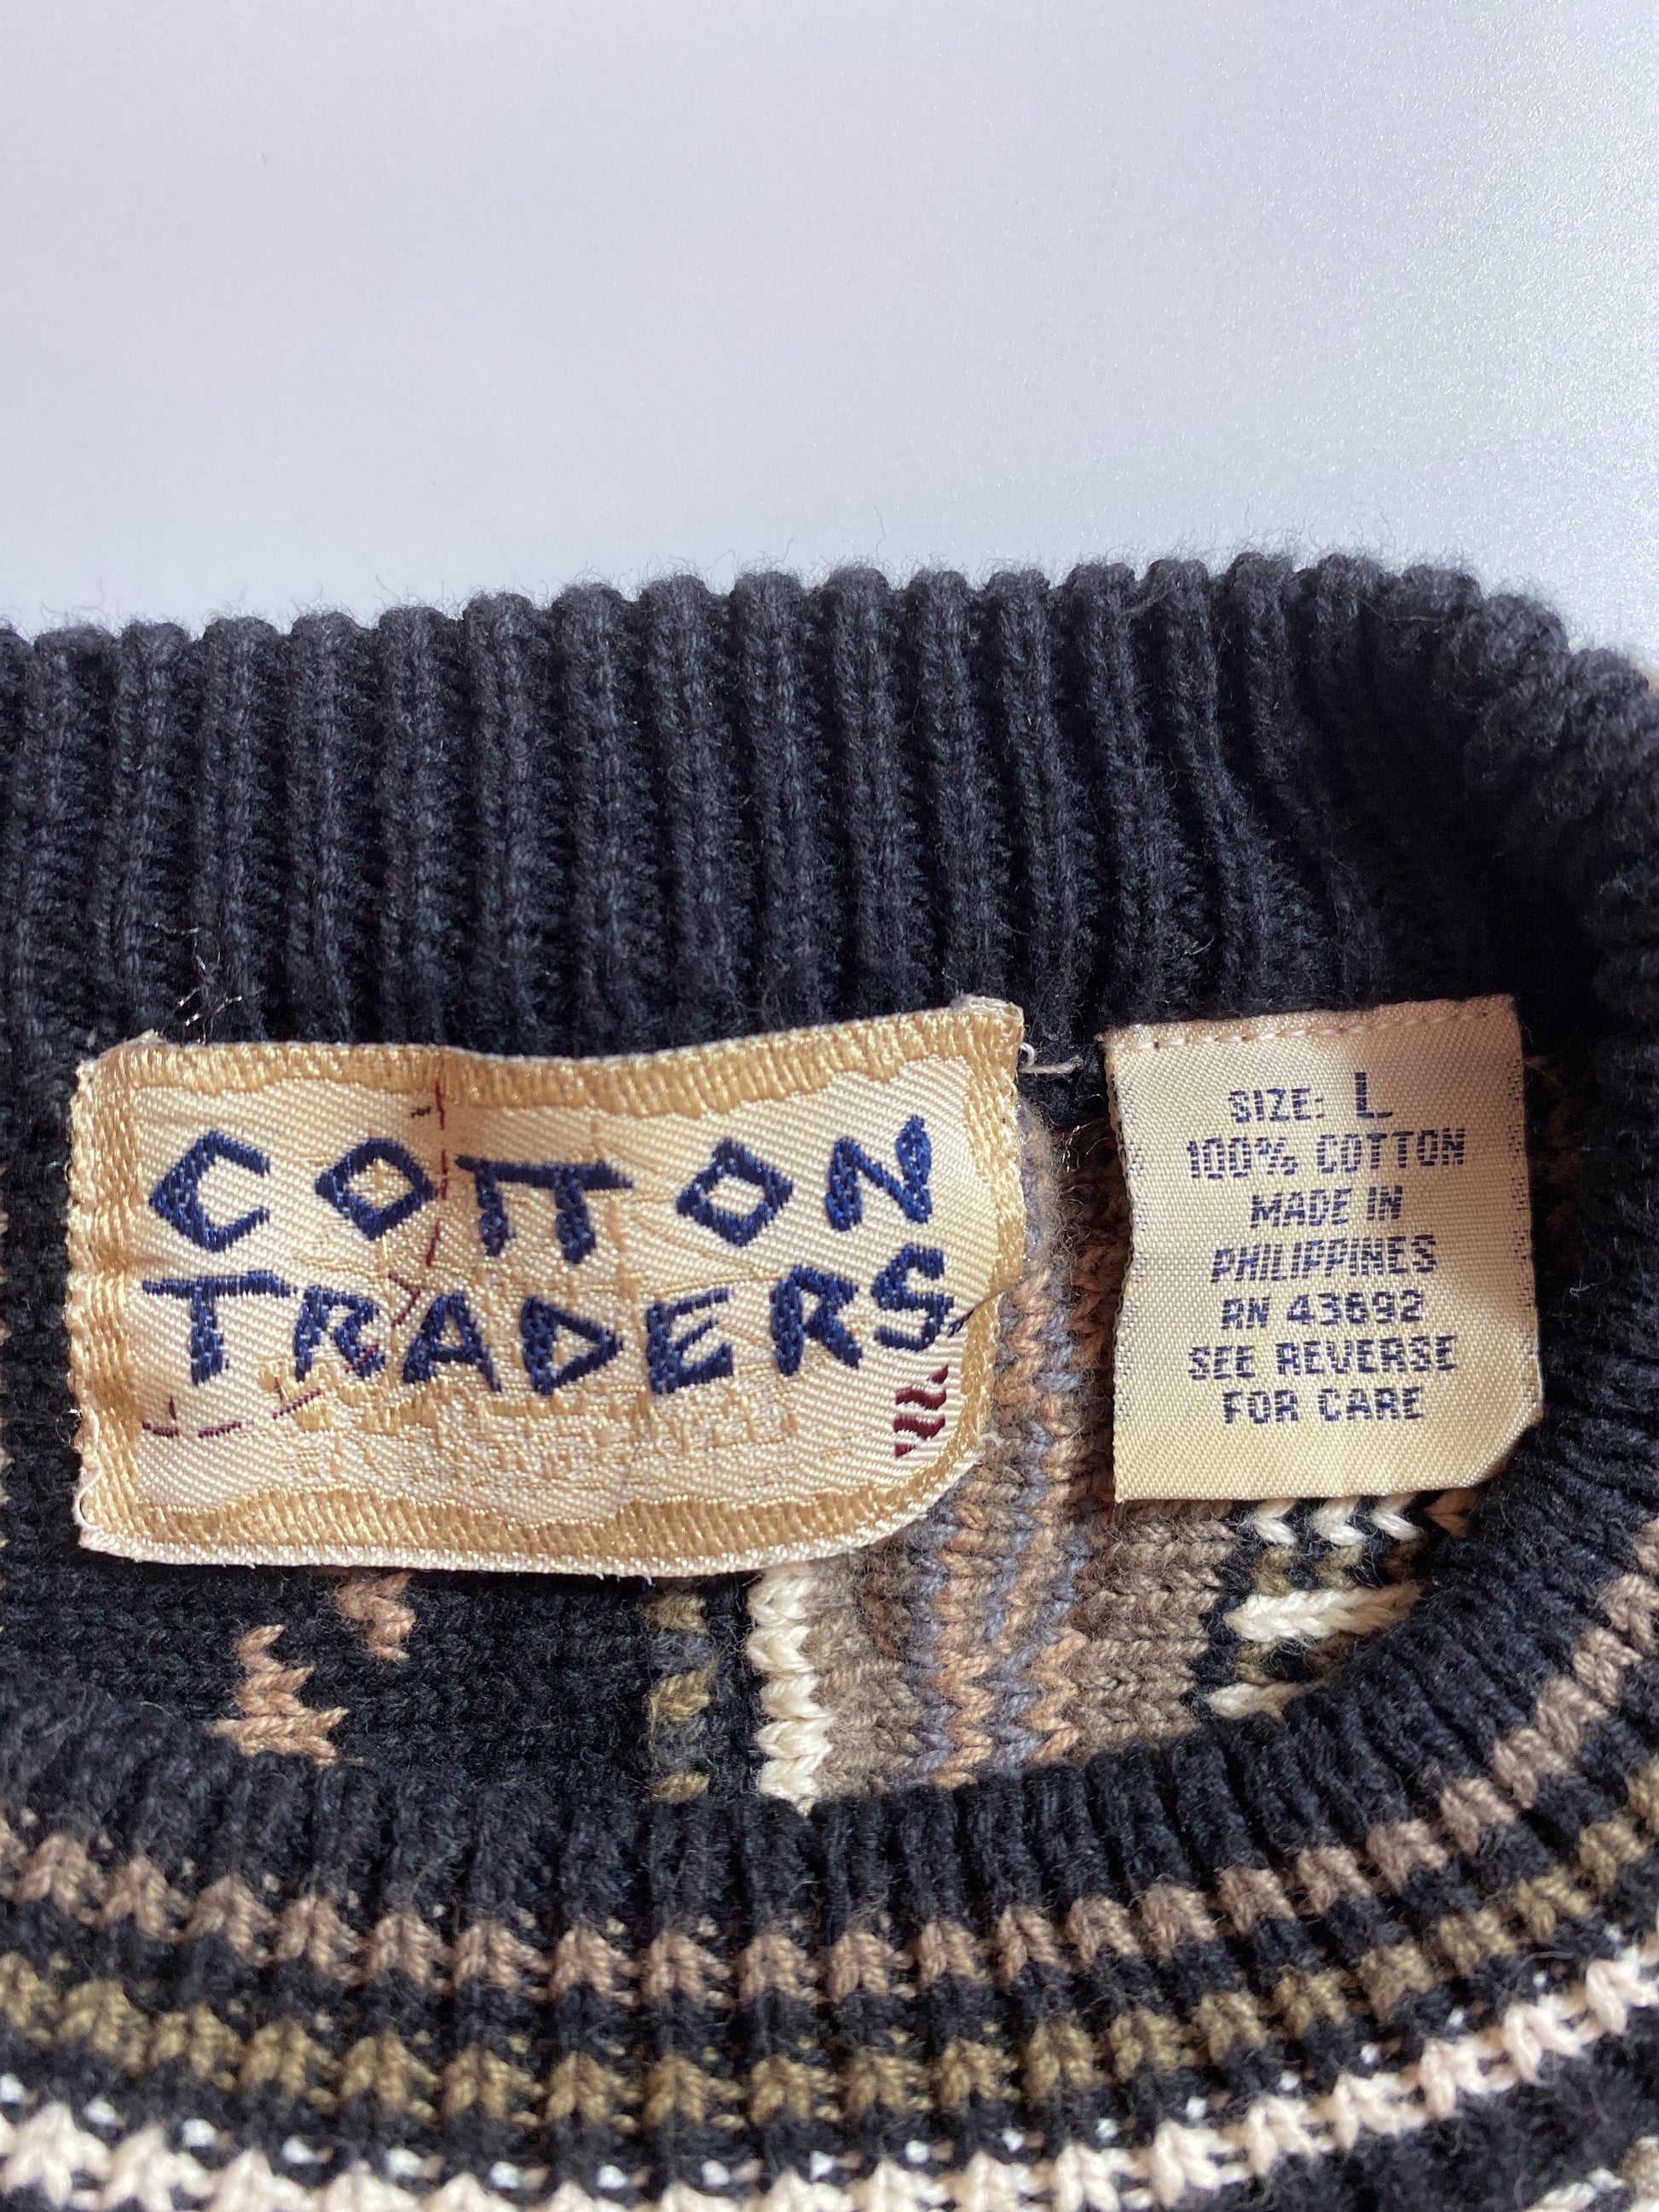 COTTON
TRADERS
SIZE: L
100% COTTON
MADE IN
PHILIPPINES
RN 43692
SEE REVERSE
FOR CARE